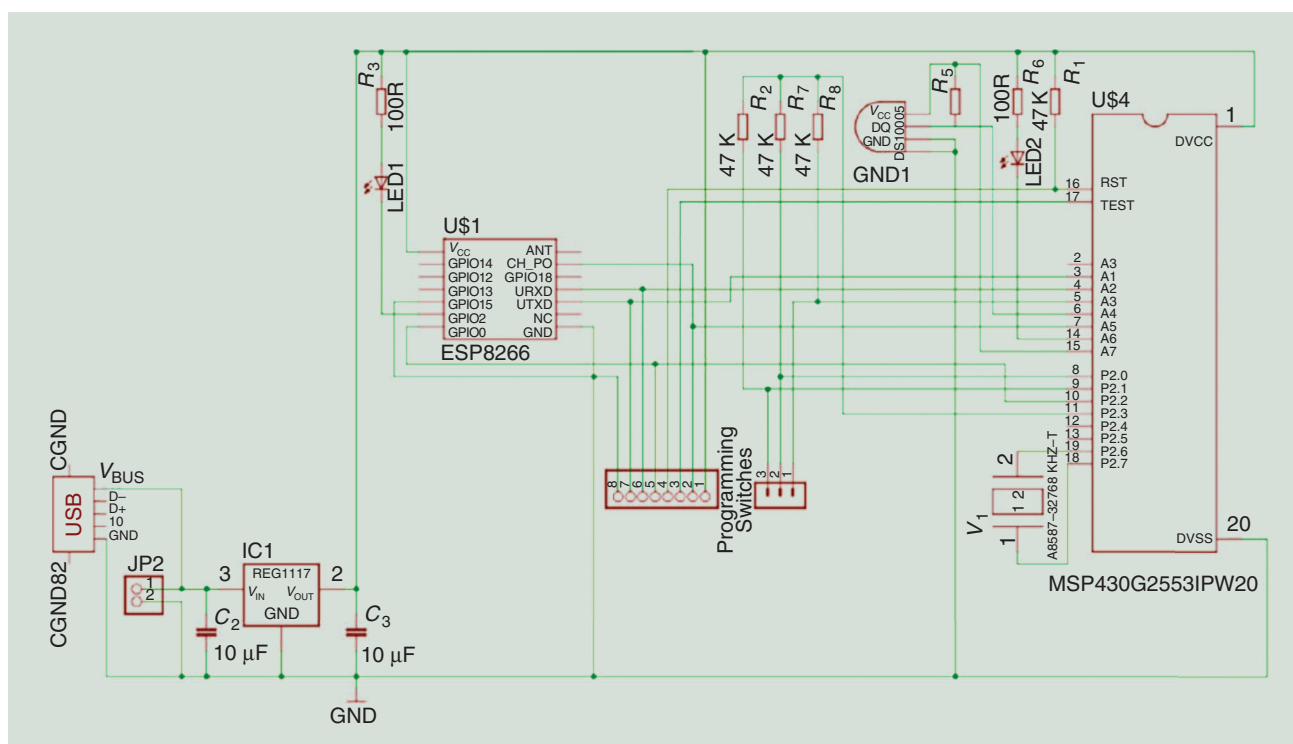 R3
100R
LED1
R2
47 K
R7
47 K
R8
47 K
VCC
DQ
GND
DS10005
GND1
R5
R6
100R
LED2
R1
47 K
U$4
1
DVCC
16
RST
17
TEST
2
A3
3
A1
4
A2
5
A3
6
A4
7
A5
14
A6
15
A7
8
P2.0
9
P2.1
10
P2.2
11
P2.3
12
P2.4
13
P2.5
19
P2.6
18
P2.7
20
DVSS
MSP430G2553IPW20
U$1
VCC
ANT
GPIO14
CH_PO
GPIO12
GPIO18
GPIO13
URXD
GPIO15
UTXD
GPIO2
NC
GPIO0
GND
ESP8266
8 7 6 5 4 3 2 1
Programming
Switches
3 2 1
2
1 2
1
V1
A8587-32768 KHZ-T
CGND
USB
VBUS
D–
D+
10
GND
CGND82
JP2
1
2
IC1
3
REG1117
2
VIN
VOUT
GND
C2
10 µF
C3
10 µF
GND